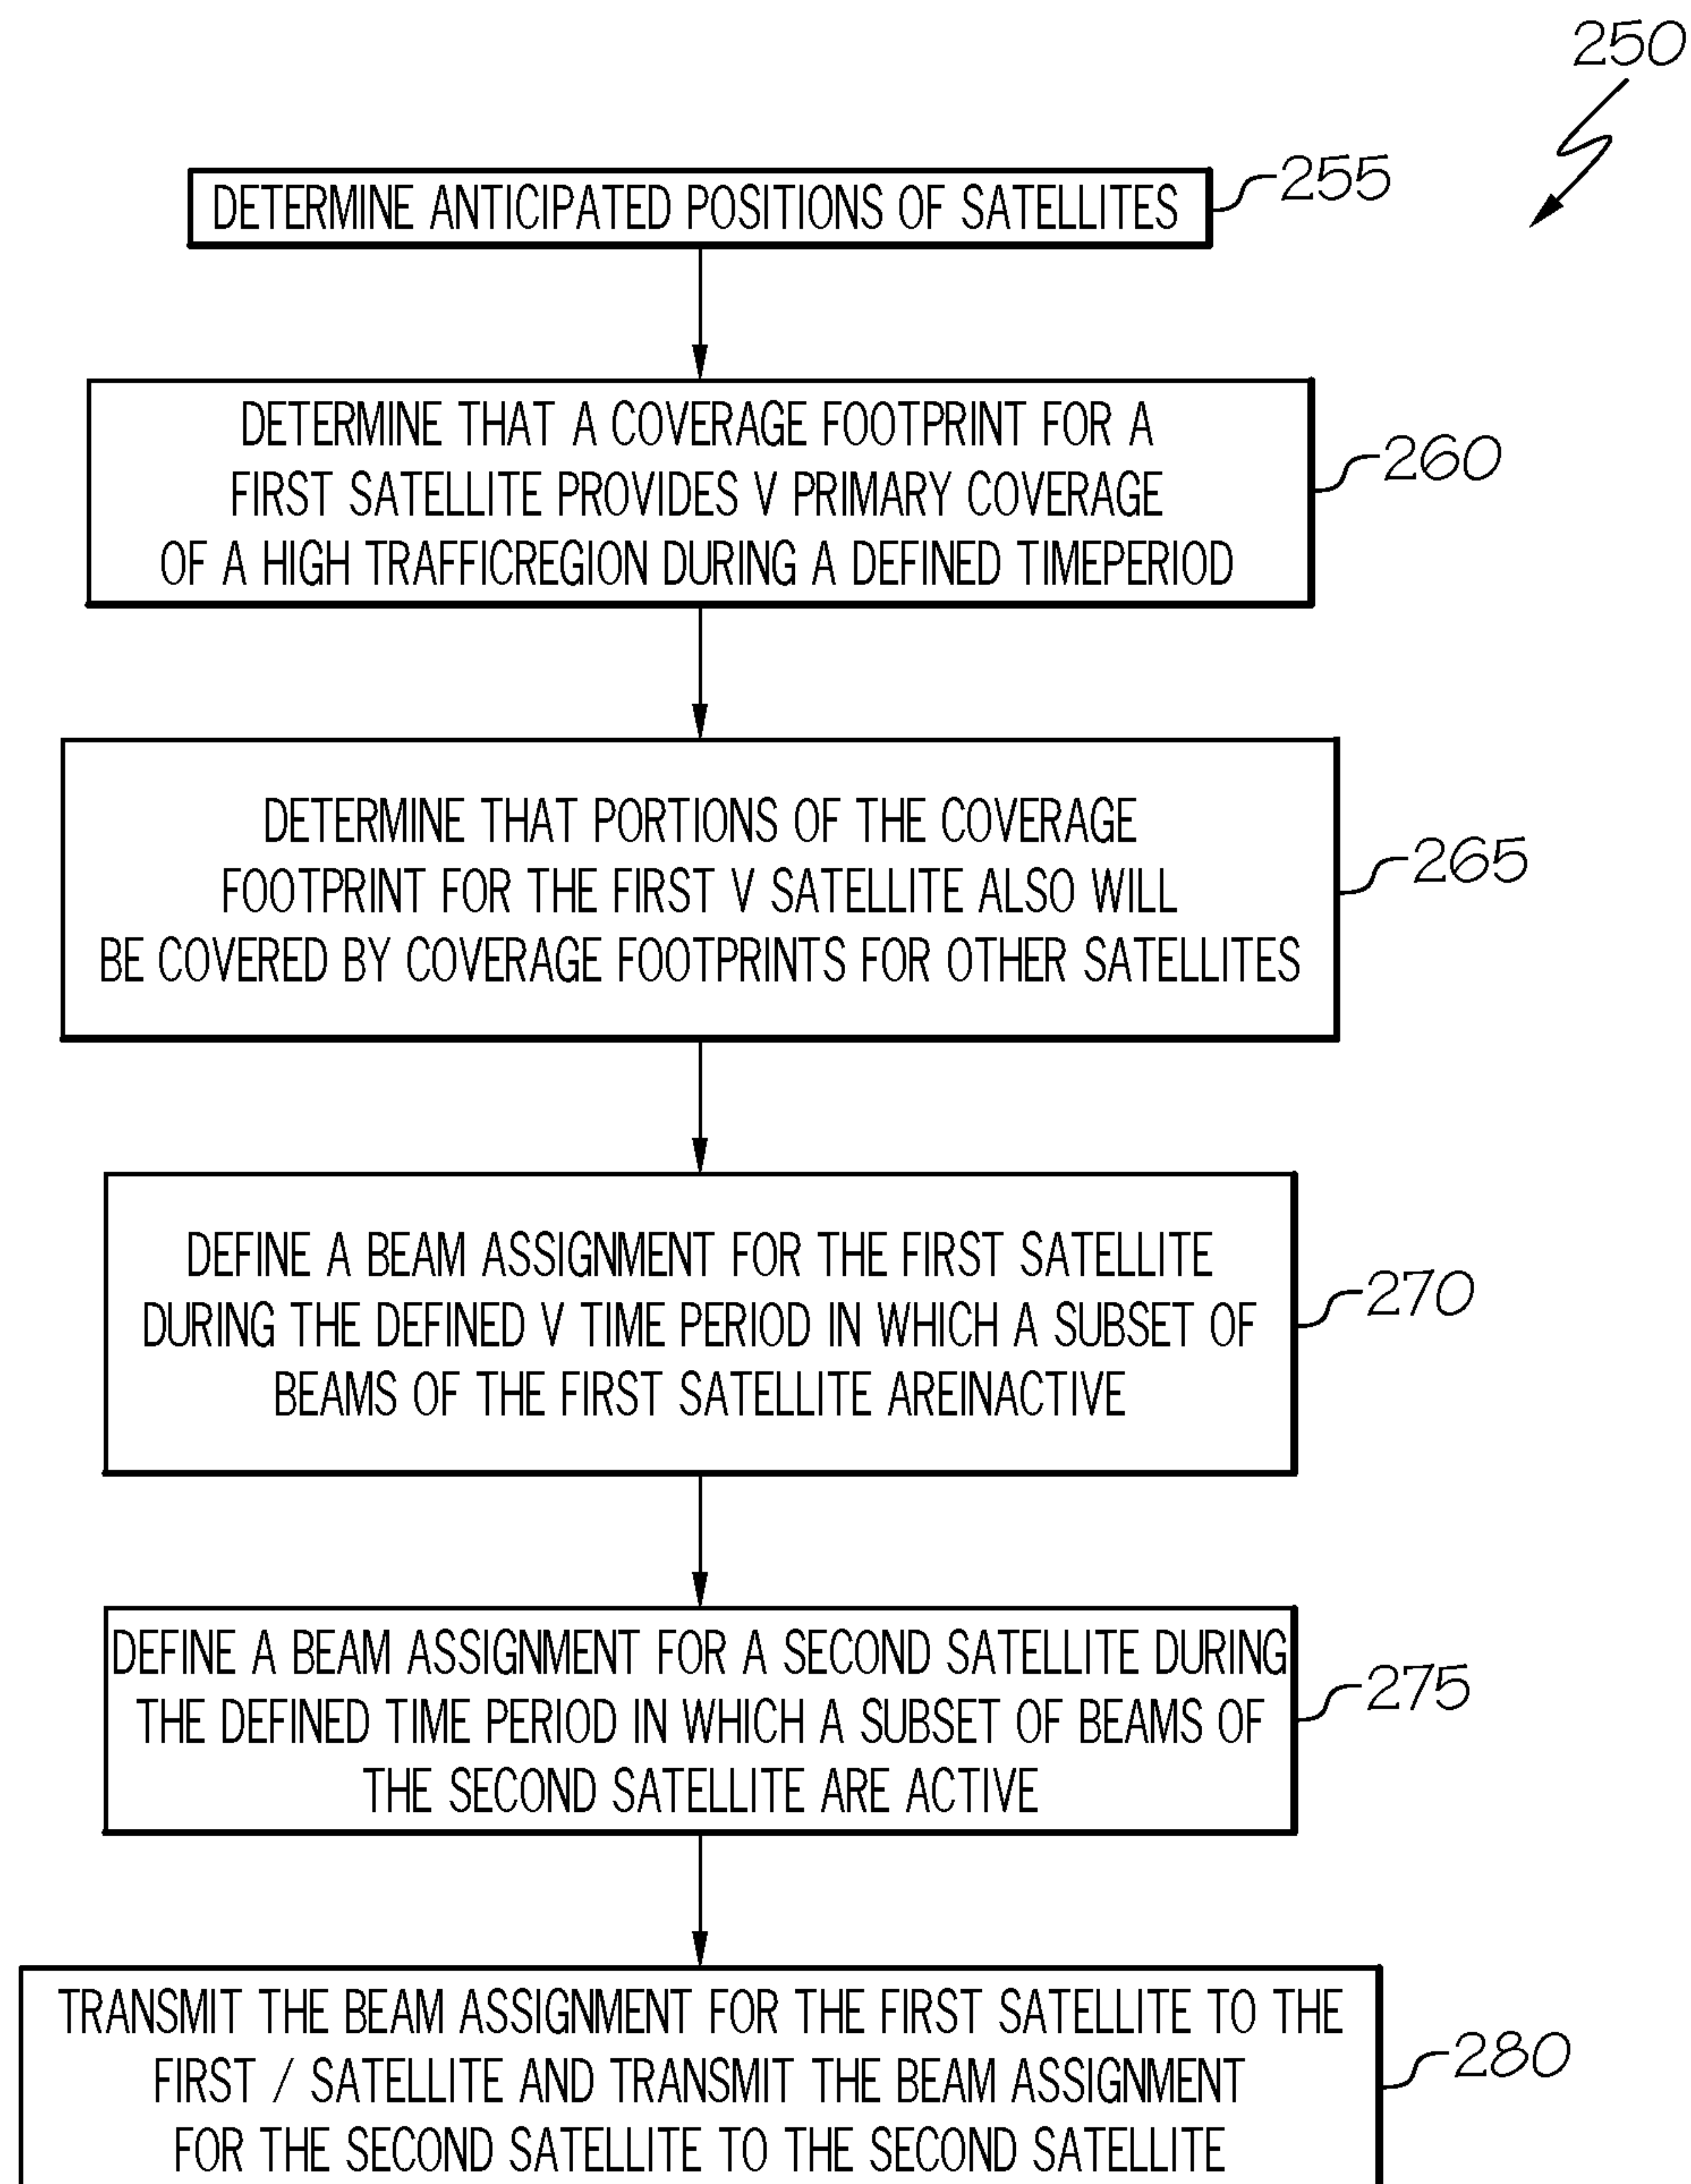 250
DETERMINE ANTICIPATED POSITIONS OF SATELLITES
255
DETERMINE THAT A COVERAGE FOOTPRINT FOR A
FIRST SATELLITE PROVIDES V PRIMARY COVERAGE
OF A HIGH TRAFFICREGION DURING A DEFINED TIMEPERIOD
260
DETERMINE THAT PORTIONS OF THE COVERAGE
FOOTPRINT FOR THE FIRST V SATELLITE ALSO WILL
BE COVERED BY COVERAGE FOOTPRINTS FOR OTHER SATELLITES
265
DEFINE A BEAM ASSIGNMENT FOR THE FIRST SATELLITE
DURING THE DEFINED V TIME PERIOD IN WHICH A SUBSET OF
BEAMS OF THE FIRST SATELLITE AREINACTIVE
270
DEFINE A BEAM ASSIGNMENT FOR A SECOND SATELLITE DURING
THE DEFINED TIME PERIOD IN WHICH A SUBSET OF BEAMS OF
THE SECOND SATELLITE ARE ACTIVE
275
TRANSMIT THE BEAM ASSIGNMENT FOR THE FIRST SATELLITE TO THE
FIRST / SATELLITE AND TRANSMIT THE BEAM ASSIGNMENT
FOR THE SECOND SATELLITE TO THE SECOND SATELLITE
280